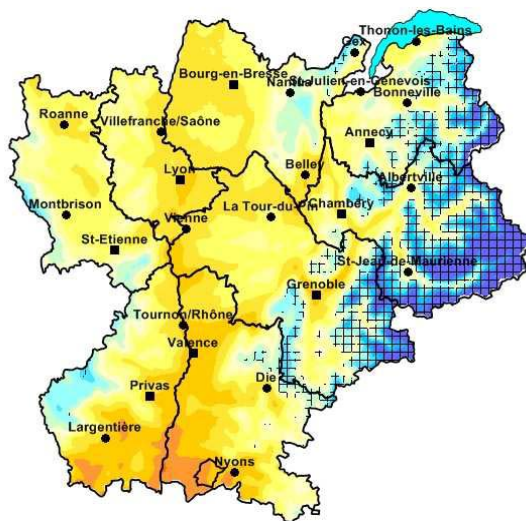 Thonon-les-Bains
Gex
Bourg-en-Bresse
Nantua
St-Julien-en-Genevois
Bonneville
Roanne
Villefranche/Saône
Annecy
Lyon
Belley
Albertville
Montbrison
Vienne
La Tour-du-Pin
Chambéry
St-Etienne
St-Jean-de-Maurienne
Grenoble
Tournon/Rhône
Valence
Privas
Die
Largentière
Nyons